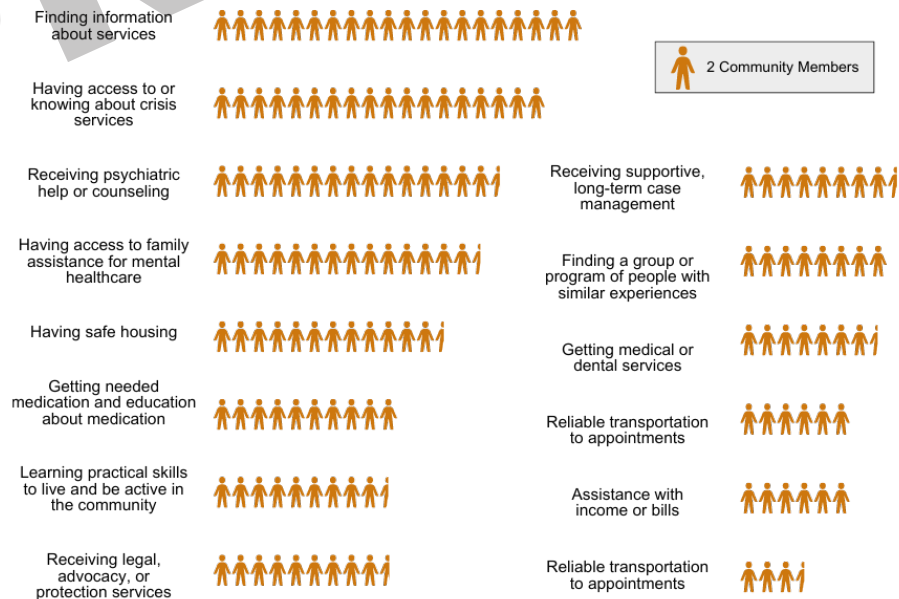 Finding information
about services
2 Community Members
Having access to or
knowing about crisis
services
Receiving psychiatric
help or counseling
Having access to family
assistance for mental
healthcare
Having safe housing
Getting needed
medication and education
about medication
Learning practical skills
to live and be active in
the community
Receiving legal,
advocacy, or
protection services
Receiving supportive,
long-term case
management
Finding a group or
program of people with
similar experiences
Getting medical or
dental services
Reliable transportation
to appointments
Assistance with
income or bills
Reliable transportation
to appointments